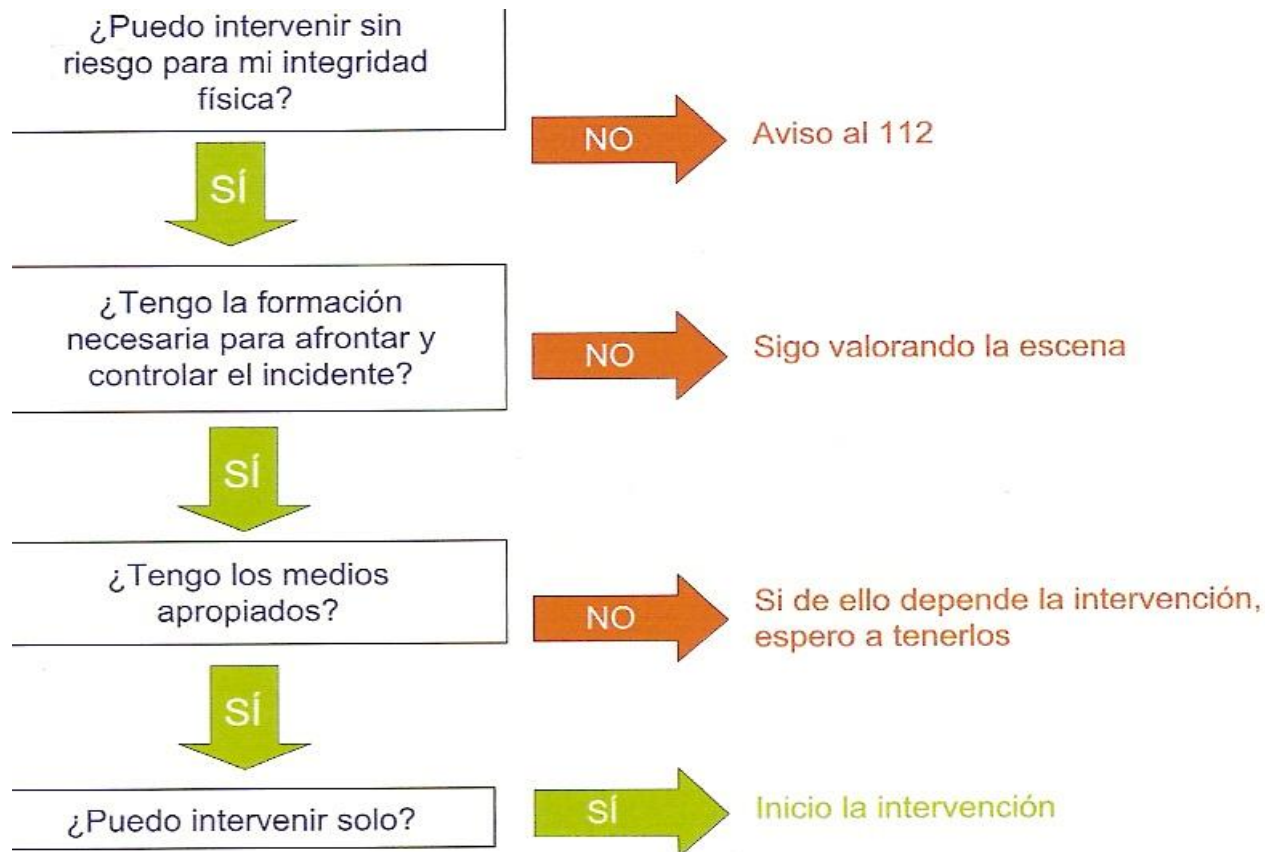 ¿Puedo intervenir sin
riesgo para mi integridad
física?
NO
Aviso al 112
SÍ
¿Tengo la formación
necesaria para afrontar y
controlar el incidente?
NO
Sigo valorando la escena
SÍ
¿Tengo los medios
apropiados?
NO
Si de ello depende la intervención,
espero a tenerlos
SÍ
¿Puedo intervenir solo?
SÍ
Inicio la intervención